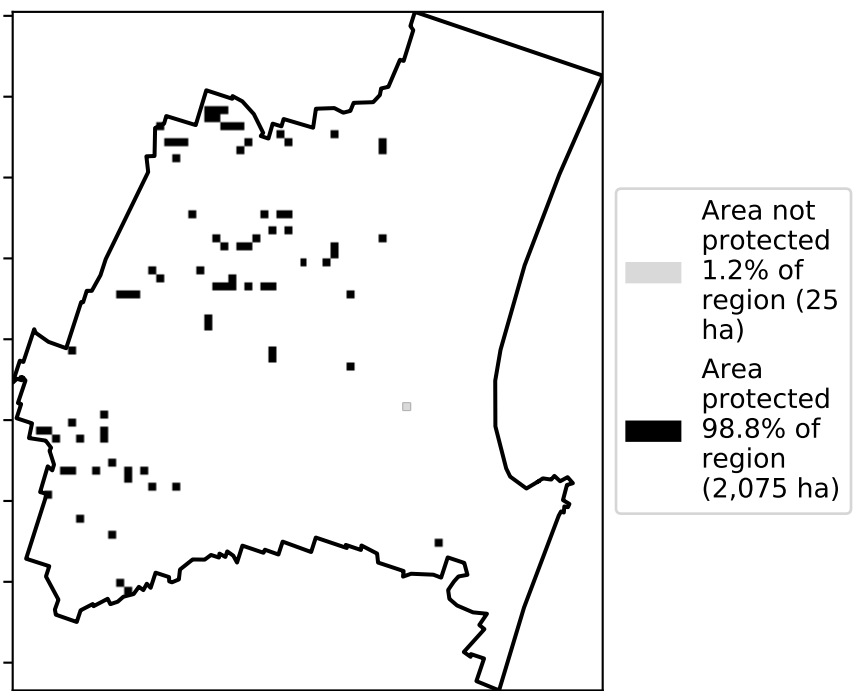 Area not
protected
1.2% of
region (25
ha)
Area
protected
98.8% of
region
(2,075 ha)